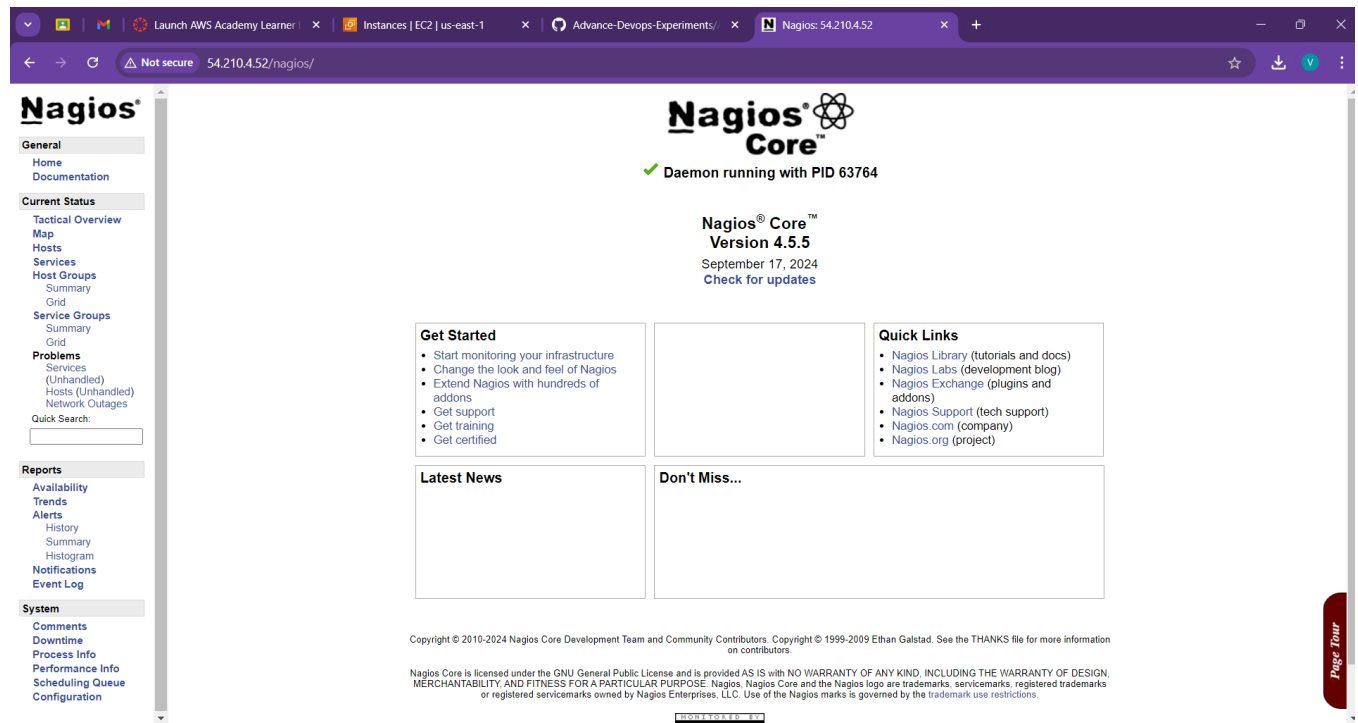 Launch AWS Academy Learner
Instances | EC2 | us-east-1
Advance-Devops-Experiments/
Nagios: 54.210.4.52
Not secure
54.210.4.52/nagios/
V
Nagios®
General
Home
Documentation
Current Status
Tactical Overview
Map
Hosts
Services
Host Groups
Summary
Grid
Service Groups
Summary
Grid
Problems
Services
(Unhandled)
Hosts (Unhandled)
Network Outages
Quick Search:
Reports
Availability
Trends
Alerts
History
Summary
Histogram
Notifications
Event Log
System
Comments
Downtime
Process Info
Performance Info
Scheduling Queue
Configuration
Nagios®
Core™
Daemon running with PID 63764
Nagios® Core™
Version 4.5.5
September 17, 2024
Check for updates
Get Started
• Start monitoring your infrastructure
• Change the look and feel of Nagios
• Extend Nagios with hundreds of
addons
• Get support
• Get training
• Get certified
Quick Links
• Nagios Library (tutorials and docs)
• Nagios Labs (development blog)
• Nagios Exchange (plugins and
addons)
• Nagios Support (tech support)
• Nagios.com (company)
• Nagios.org (project)
Latest News
Don't Miss...
Page Tour
Copyright © 2010-2024 Nagios Core Development Team and Community Contributors. Copyright © 1999-2009 Ethan Galstad. See the THANKS file for more information
on contributors.
Nagios Core is licensed under the GNU General Public License and is provided AS IS with NO WARRANTY OF ANY KIND, INCLUDING THE WARRANTY OF DESIGN,
MERCHANTABILITY, AND FITNESS FOR A PARTICULAR PURPOSE. Nagios, Nagios Core and the Nagios logo are trademarks, servicemarks, registered trademarks
or registered servicemarks owned by Nagios Enterprises, LLC. Use of the Nagios marks is governed by the trademark use restrictions.
MONITORED BY